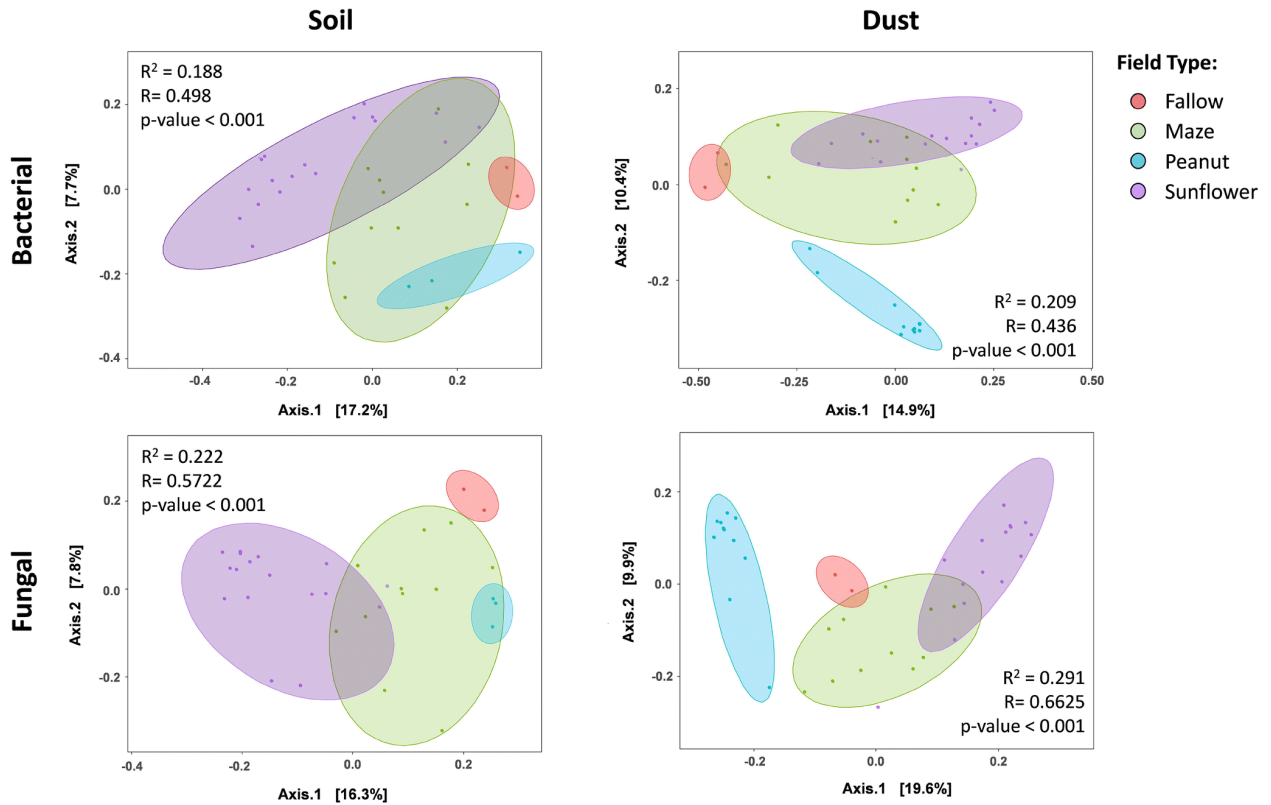 Soil
Dust
Bacterial
R² = 0.188
R= 0.498
p-value < 0.001
0.2
0.0
-0.2
-0.4
Axis.2 [7.7%]
-0.4
-0.2
0.0
0.2
Axis.1 [17.2%]
0.2
0.0
-0.2
Axis.2 [10.4%]
R² = 0.209
R= 0.436
p-value < 0.001
-0.50
-0.25
0.00
0.25
0.50
Axis.1 [14.9%]
Field Type:
Fallow
Maze
Peanut
Sunflower
Fungal
R² = 0.222
R= 0.5722
p-value < 0.001
0.2
0.0
-0.2
Axis.2 [7.8%]
-0.4
-0.2
0.0
0.2
Axis.1 [16.3%]
0.2
0.0
-0.2
Axis.2 [9.9%]
R² = 0.291
R= 0.6625
p-value < 0.001
-0.2
0.0
0.2
Axis.1 [19.6%]